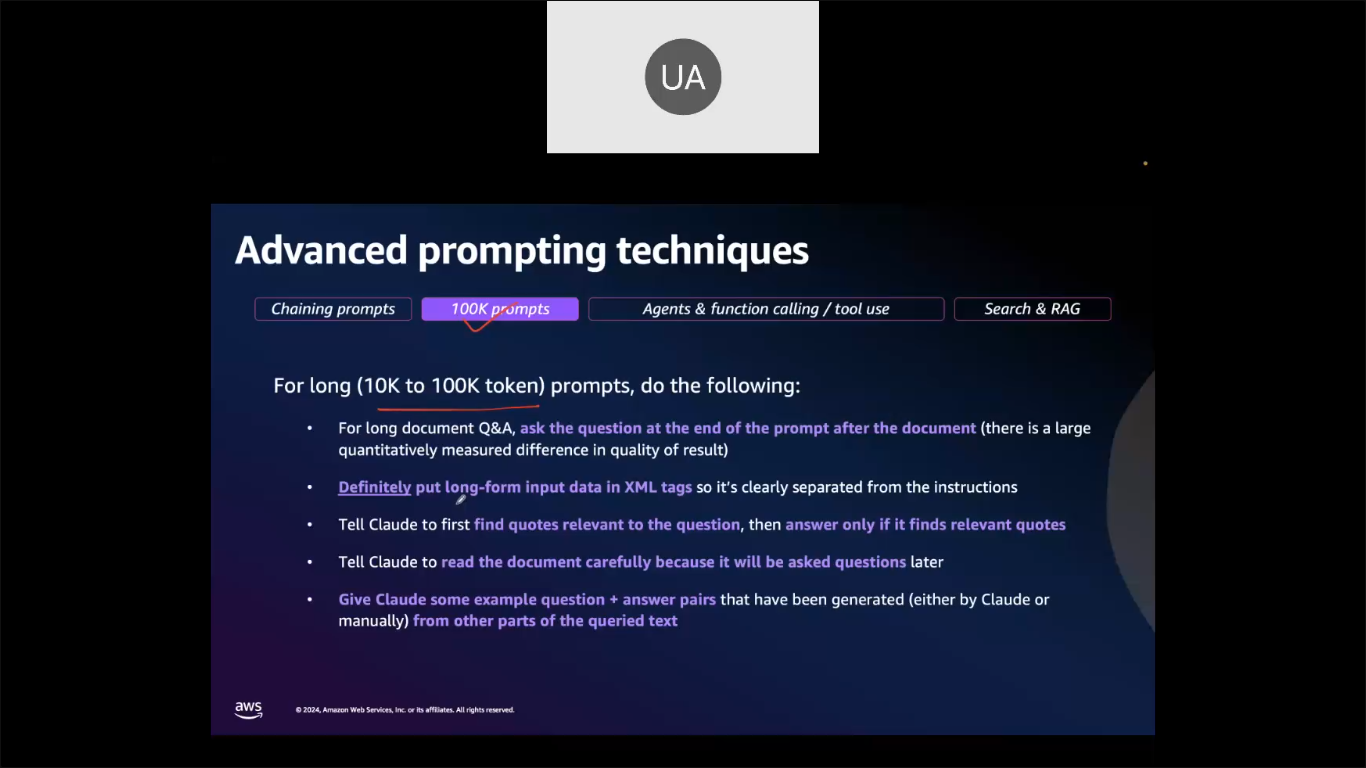 UA
Advanced prompting techniques
Chaining prompts
100K prompts
Agents & function calling / tool use
Search & RAG
For long (10K to 100K token) prompts, do the following:
• For long document Q&A, ask the question at the end of the prompt after the document (there is a large
quantitatively measured difference in quality of result)
• Definitely put long-form input data in XML tags so it's clearly separated from the instructions
• Tell Claude to first find quotes relevant to the question, then answer only if it finds relevant quotes
• Tell Claude to read the document carefully because it will be asked questions later
• Give Claude some example question + answer pairs that have been generated (either by Claude or
manually) from other parts of the queried text
aws
© 2024, Amazon Web Services, Inc. or its affiliates. All rights reserved.